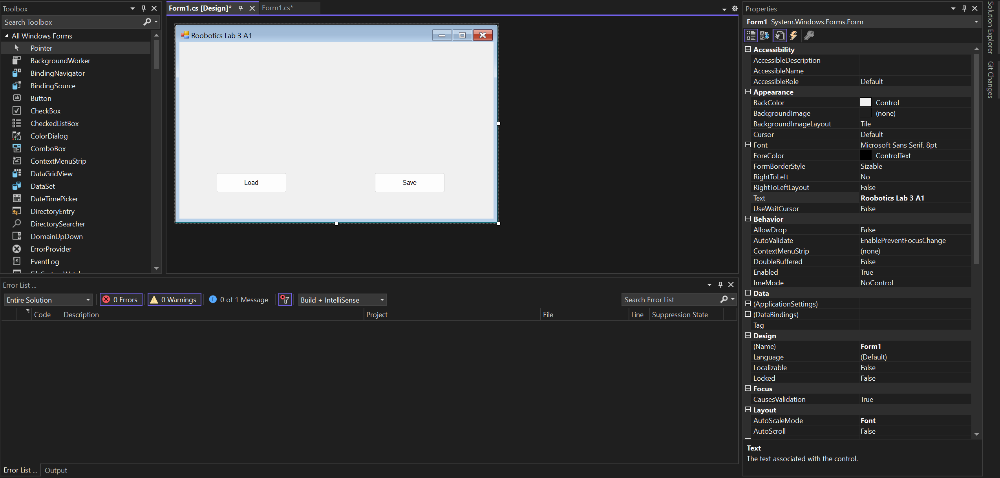 Toolbox
Search Toolbox
All Windows Forms
Pointer
BackgroundWorker
BindingNavigator
BindingSource
Button
CheckBox
CheckedListBox
ColorDialog
ComboBox
ContextMenuStrip
DataGridView
DataSet
DateTimePicker
DirectoryEntry
DirectorySearcher
DomainUpDown
ErrorProvider
EventLog
Form1.cs [Design]*
Form1.cs*
Roobotics Lab 3 A1
Load
Save
Error List ...
Entire Solution
0 Errors
0 Warnings
0 of 1 Message
Build + IntelliSense
Search Error List
Code
Description
Project
File
Line
Suppression State
Error List ...
Output
Properties
Form1 System.Windows.Forms.Form
Accessibility
AccessibleDescription
AccessibleName
AccessibleRole Default
Appearance
BackColor Control
BackgroundImage (none)
BackgroundImageLayout Tile
Cursor Default
Font Microsoft Sans Serif, 8pt
ForeColor ControlText
FormBorderStyle Sizable
RightToLeft No
RightToLeftLayout False
Text Roobotics Lab 3 A1
UseWaitCursor False
Behavior
AllowDrop False
AutoValidate EnablePreventFocusChange
ContextMenuStrip (none)
DoubleBuffered False
Enabled True
ImeMode NoControl
Data
(ApplicationSettings)
(DataBindings)
Tag
Design
(Name) Form1
Language (Default)
Localizable False
Locked False
Focus
CausesValidation True
Layout
AutoScaleMode Font
AutoScroll False
Text
The text associated with the control.
Solution Explorer
Git Changes